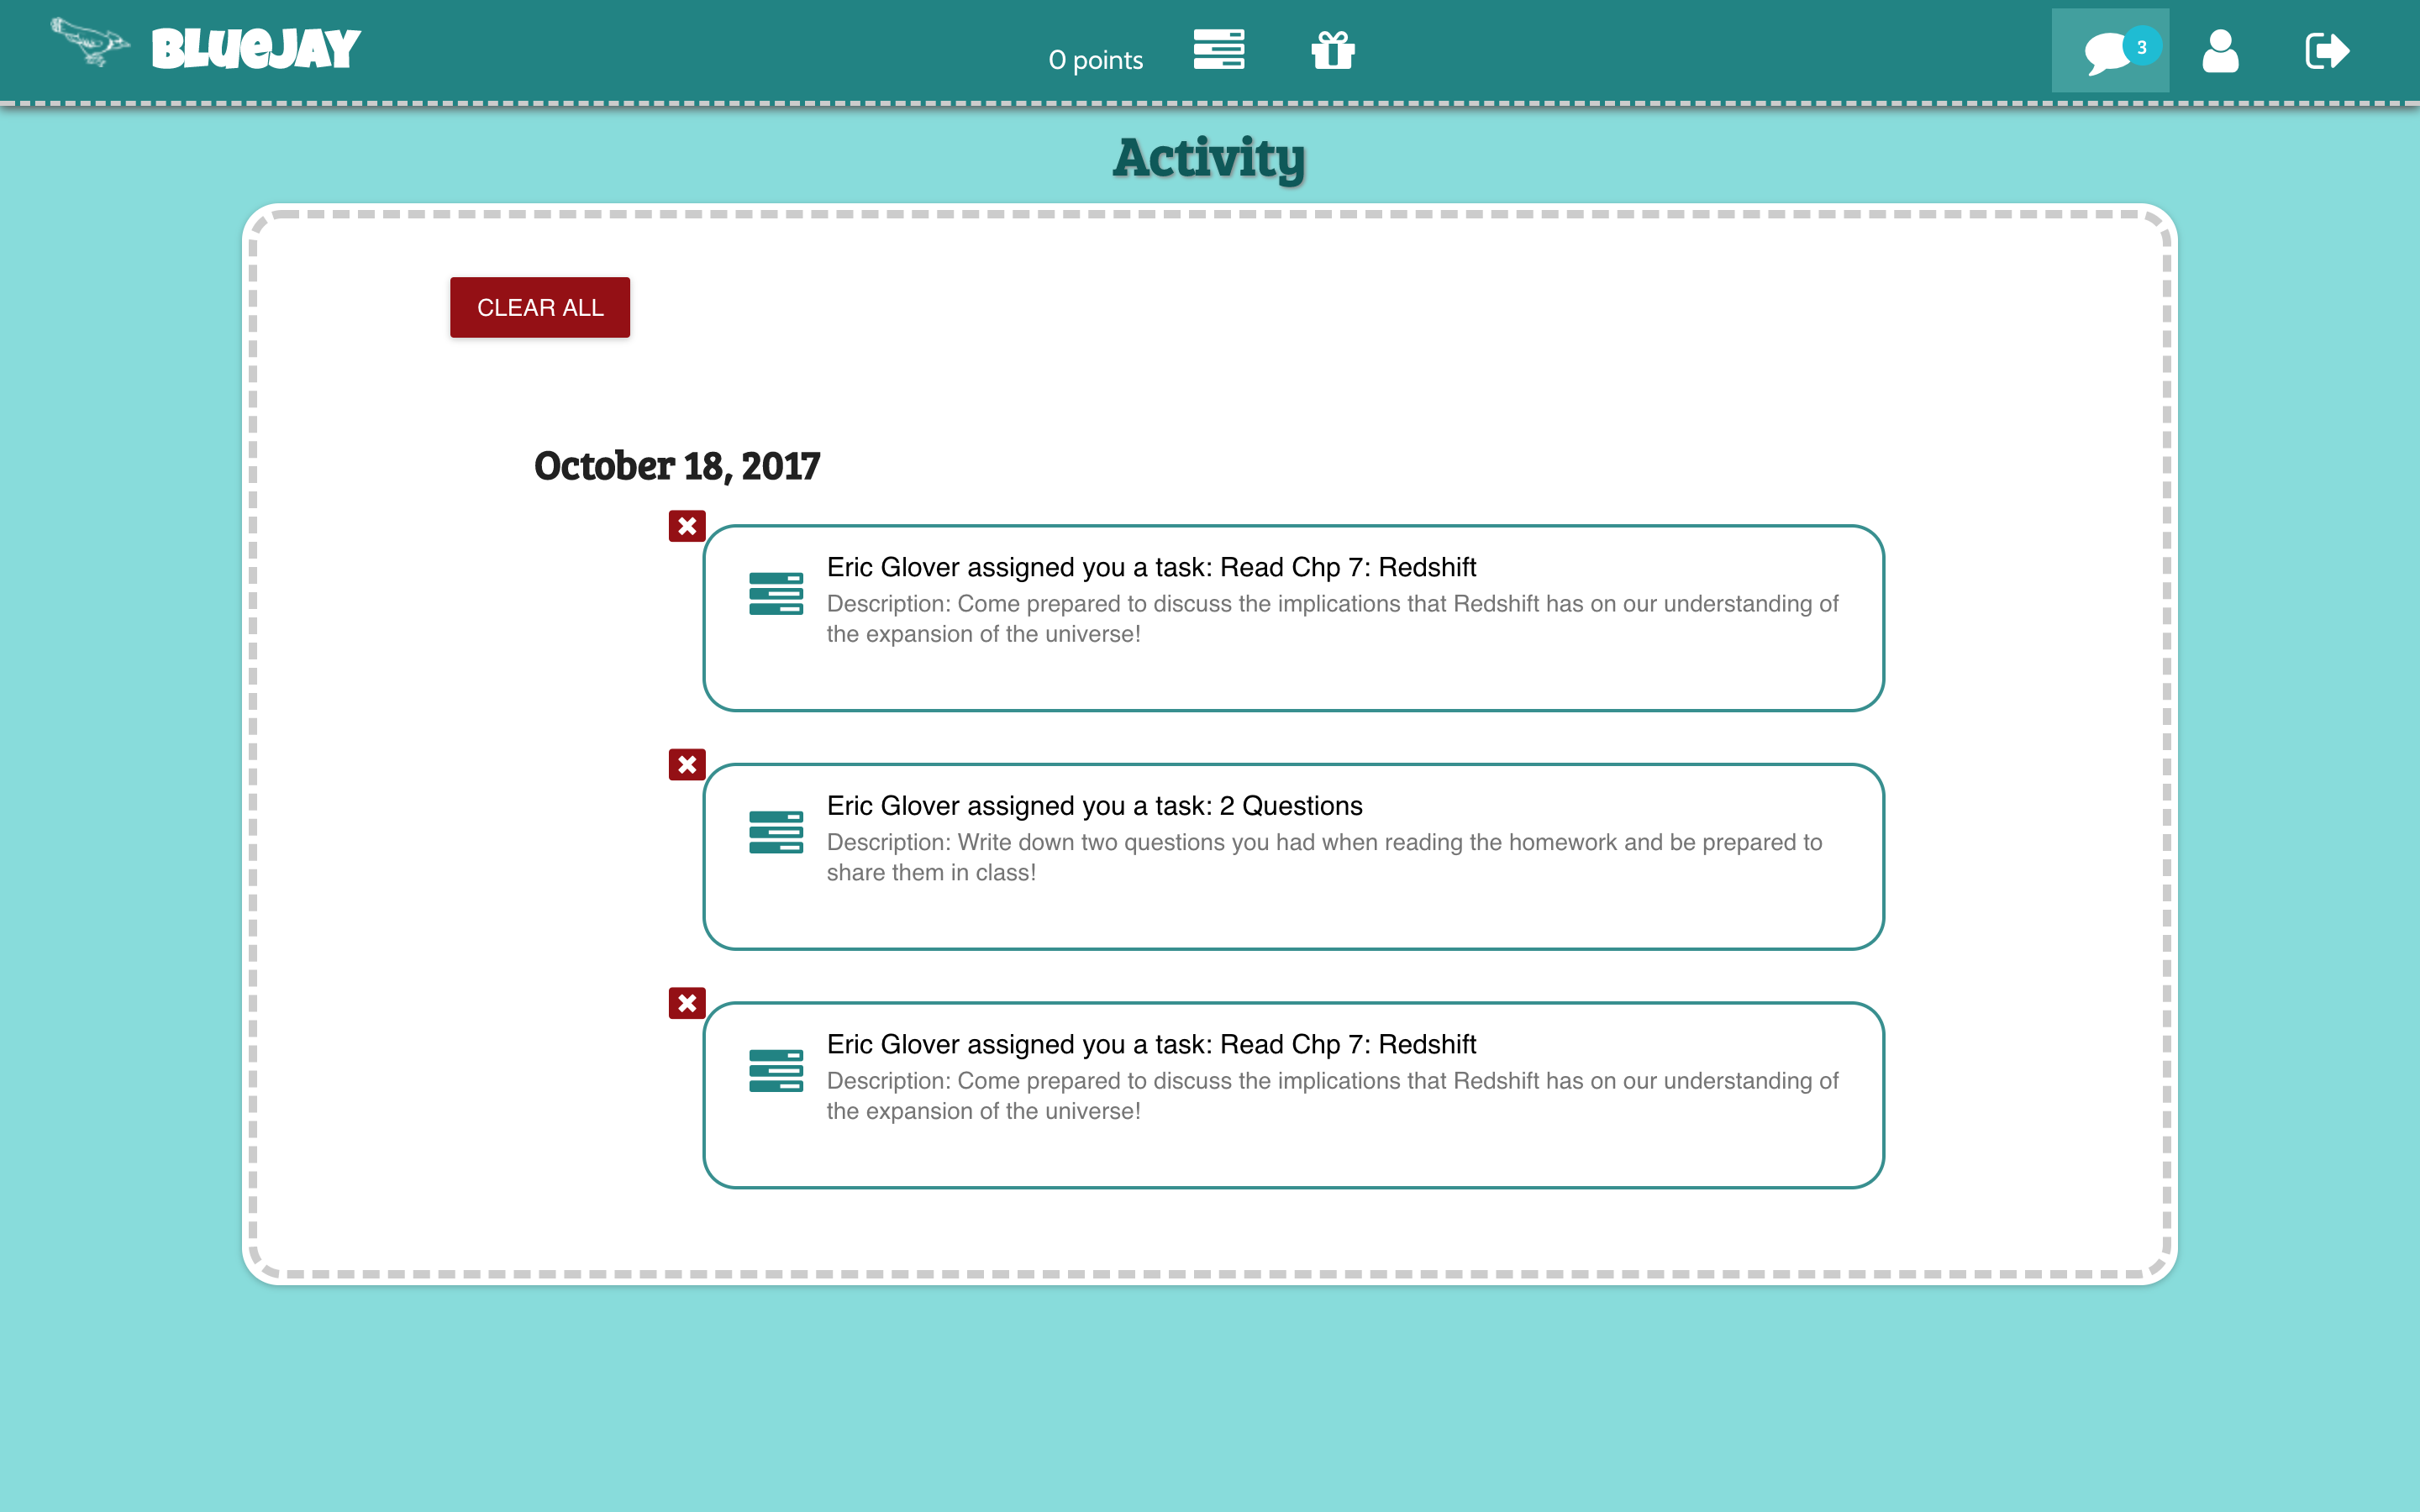 BLUEJAY
0 points
3
Activity
CLEAR ALL
October 18, 2017
Eric Glover assigned you a task: Read Chp 7: Redshift
Description: Come prepared to discuss the implications that Redshift has on our understanding of
the expansion of the universe!
Eric Glover assigned you a task: 2 Questions
Description: Write down two questions you had when reading the homework and be prepared to
share them in class!
Eric Glover assigned you a task: Read Chp 7: Redshift
Description: Come prepared to discuss the implications that Redshift has on our understanding of
the expansion of the universe!